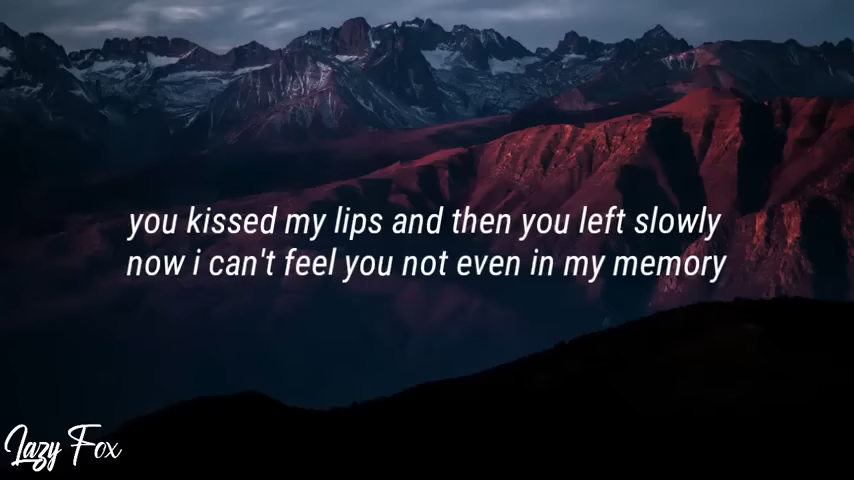 you kissed my lips and then you left slowly
now i can't feel you not even in my memory
Lazy Fox